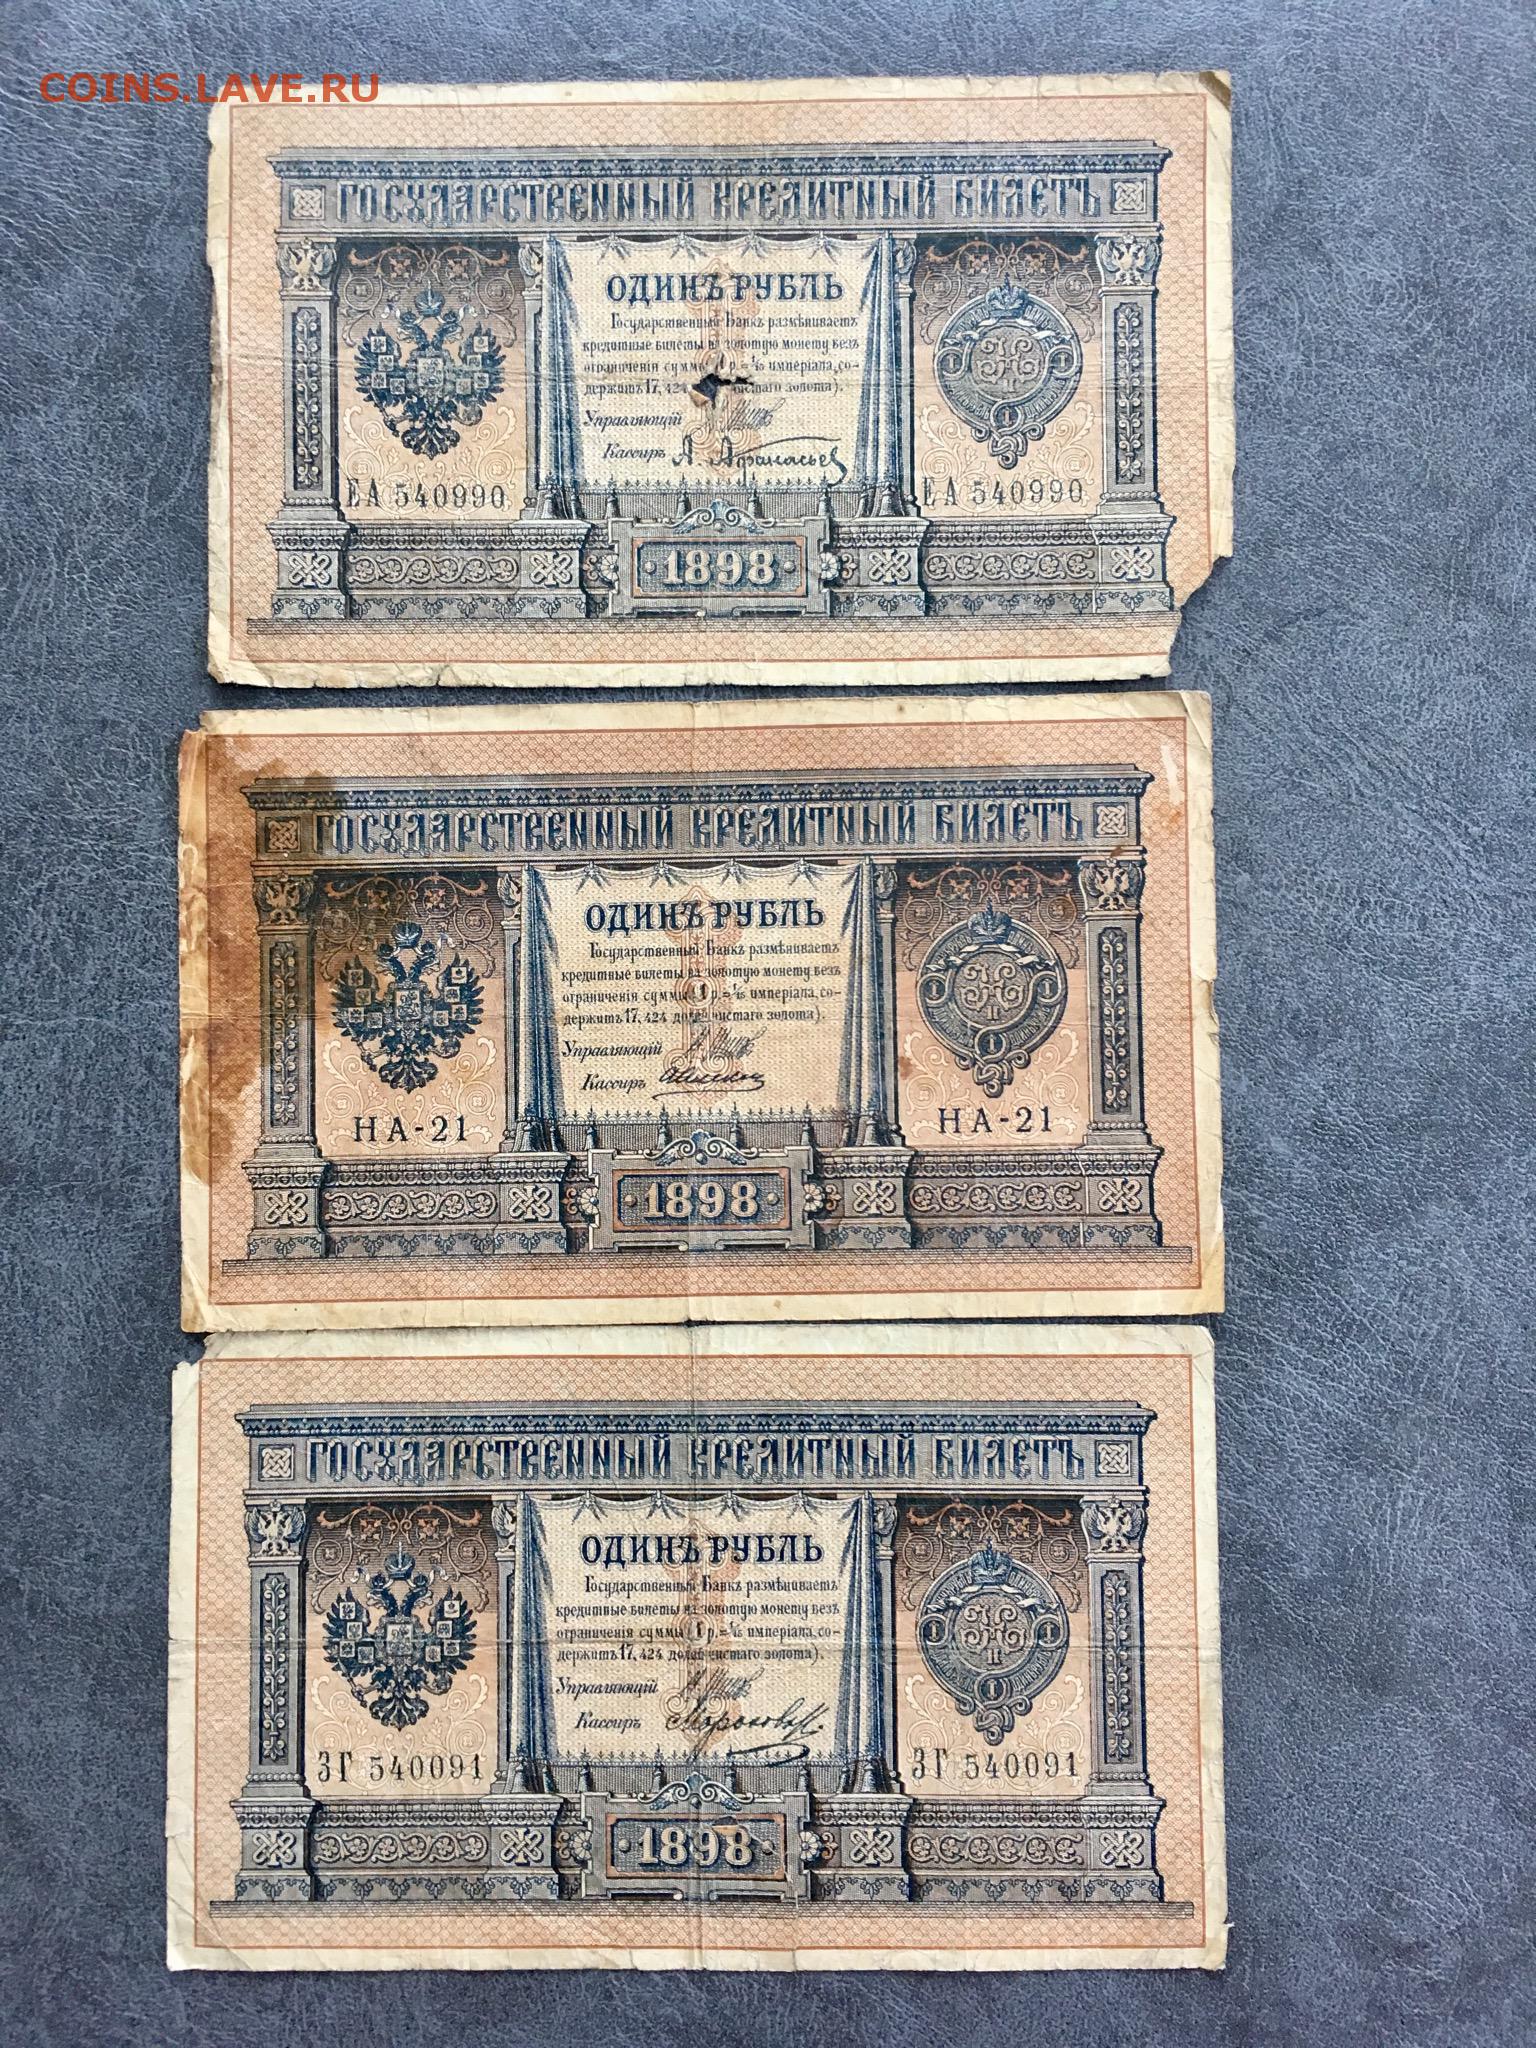 COINS.LAVE.RU
ГОСУДАРСТВЕННЫЙ КРЕДИТНЫЙ БИЛЕТЪ
ОДИНЪ РУБЛЬ
Государственный Банкъ размѣниваетъ
кредитные билеты на золотую монету безъ
ограниченія суммы (1 р.= 1/15 имперіала, со-
держитъ 17, 424 чистаго золота).
Управляющій
Кассиръ А. Афанасьев
ЕА 540990
ЕА 540990
1898
ГОСУДАРСТВЕННЫЙ КРЕДИТНЫЙ БИЛЕТЪ
ОДИНЪ РУБЛЬ
Государственный Банкъ размѣниваетъ
кредитные билеты на золотую монету безъ
ограниченія суммы (1 р.= 1/15 имперіала, со-
держитъ 17, 424 долей чистаго золота).
Управляющій
Кассиръ
НА-21
НА-21
1898
ГОСУДАРСТВЕННЫЙ КРЕДИТНЫЙ БИЛЕТЪ
ОДИНЪ РУБЛЬ
Государственный Банкъ размѣниваетъ
кредитные билеты на золотую монету безъ
ограниченія суммы (1 р.= 1/15 имперіала, со-
держитъ 17, 424 долей чистаго золота).
Управляющій
Кассиръ
ЗГ 540091
ЗГ 540091
1898